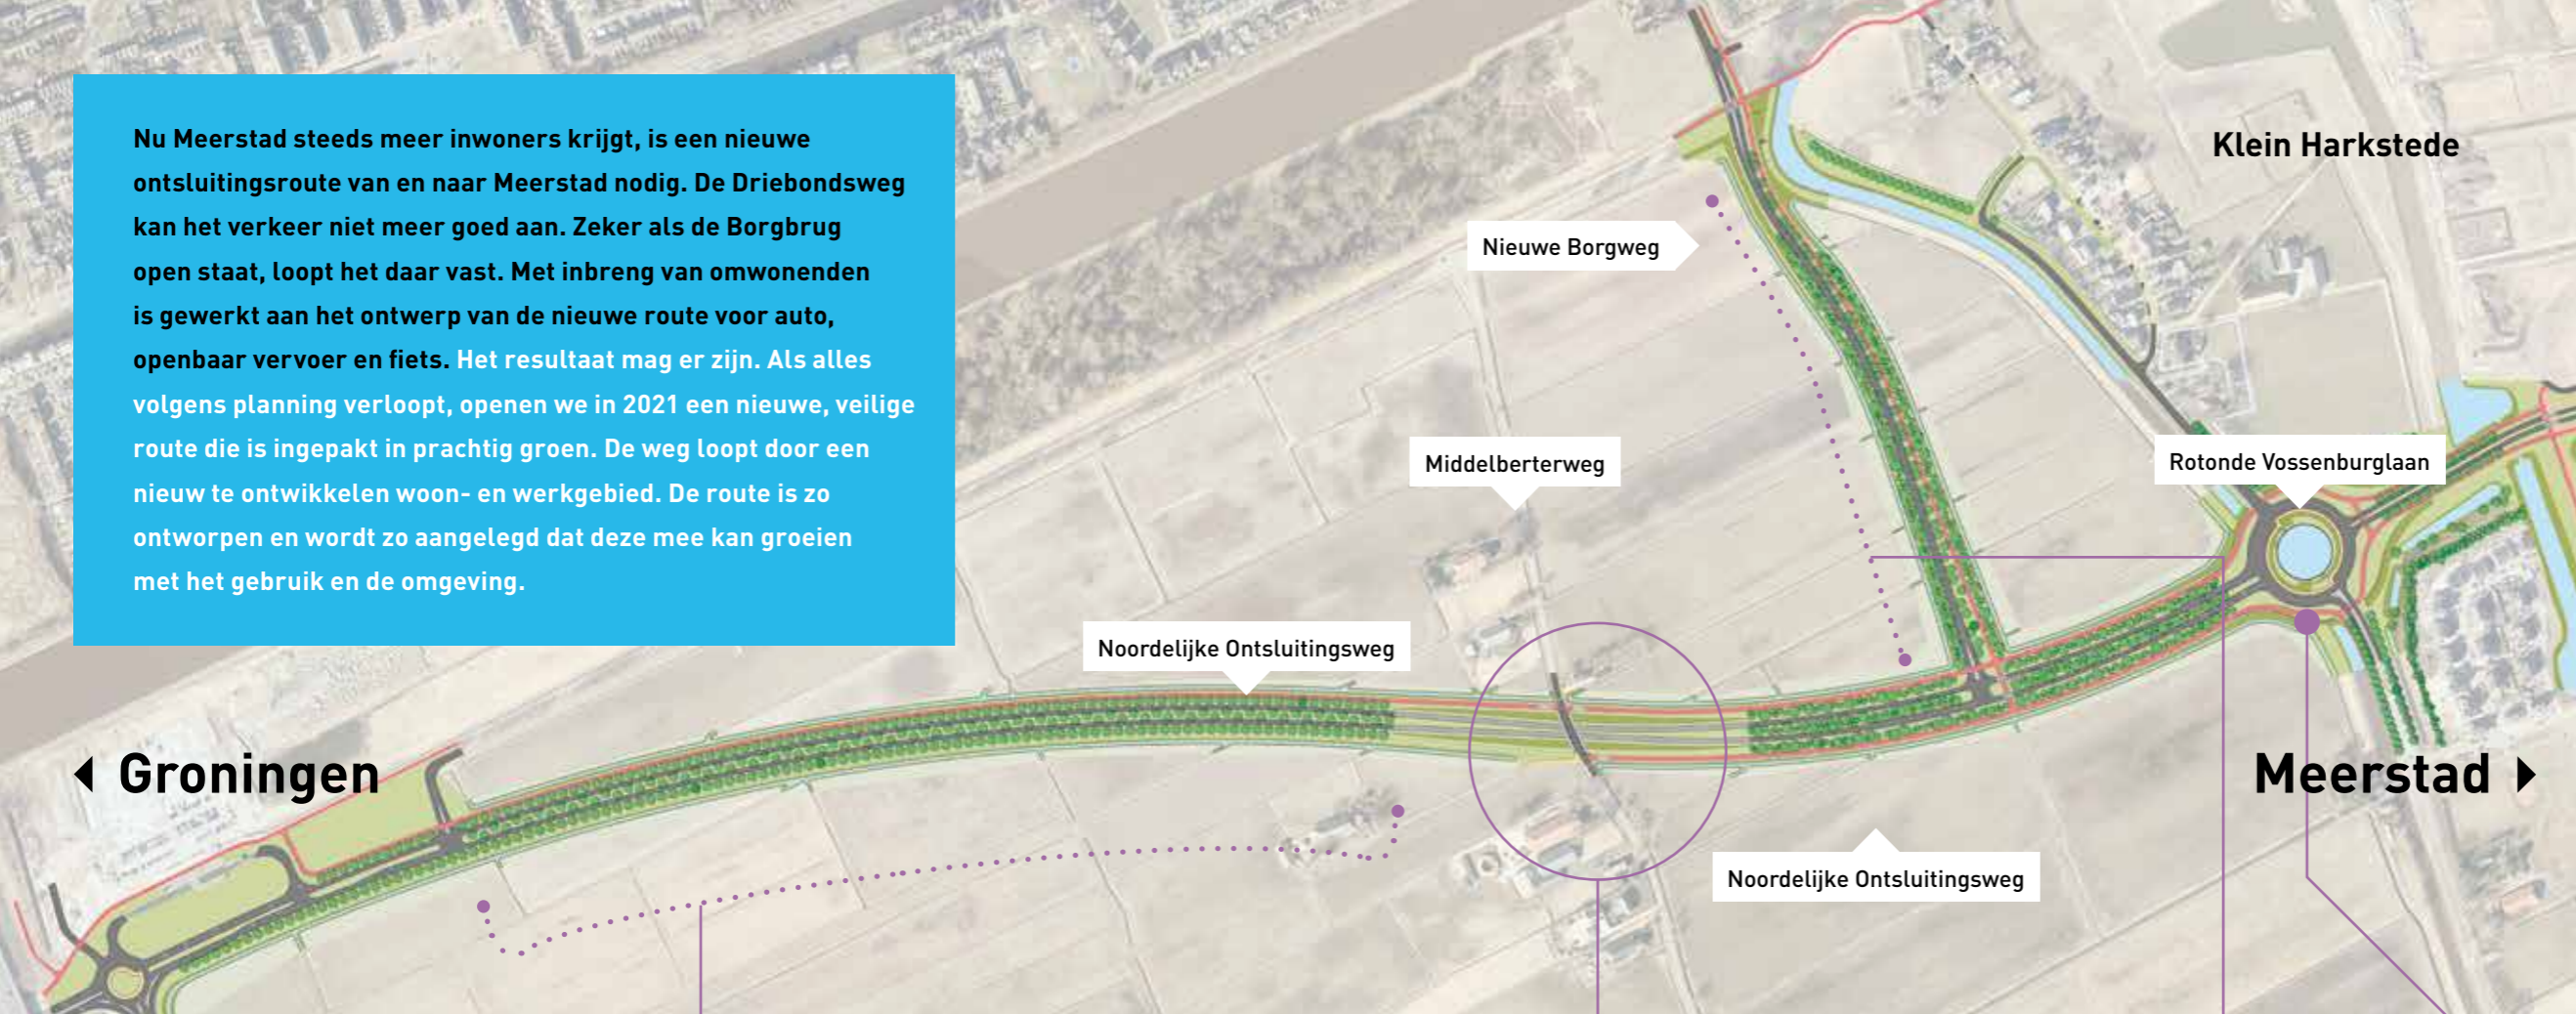 Nu Meerstad steeds meer inwoners krijgt, is een nieuwe
ontsluitingsroute van en naar Meerstad nodig. De Driebondsweg
kan het verkeer niet meer goed aan. Zeker als de Borgbrug
open staat, loopt het daar vast. Met inbreng van omwonenden
is gewerkt aan het ontwerp van de nieuwe route voor auto,
openbaar vervoer en fiets. Het resultaat mag er zijn. Als alles
volgens planning verloopt, openen we in 2021 een nieuwe, veilige
route die is ingepakt in prachtig groen. De weg loopt door een
nieuw te ontwikkelen woon- en werkgebied. De route is zo
ontworpen en wordt zo aangelegd dat deze mee kan groeien
met het gebruik en de omgeving.
Klein Harkstede
Nieuwe Borgweg
Middelberterweg
Rotonde Vossenburglaan
Noordelijke Ontsluitingsweg
Groningen
Meerstad
Noordelijke Ontsluitingsweg